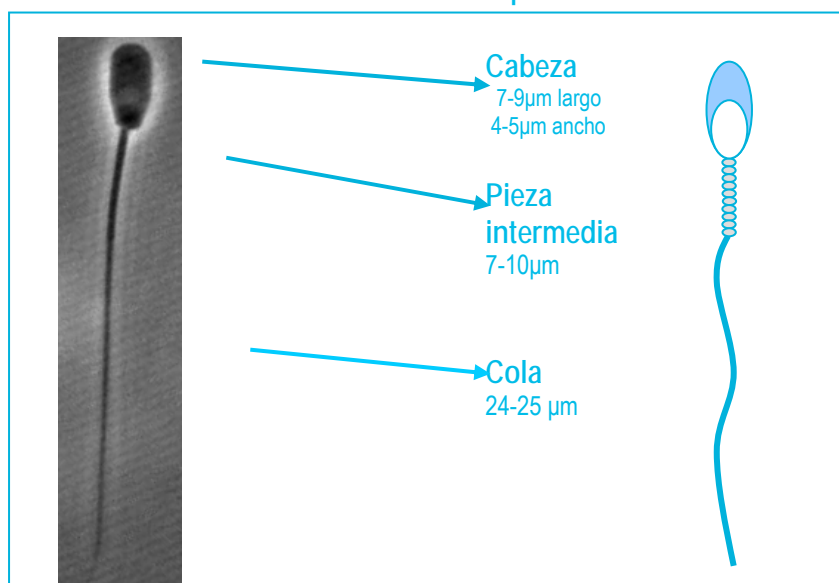 Cabeza
7-9µm largo
4-5µm ancho
Pieza
intermedia
7-10µm
Cola
24-25 µm